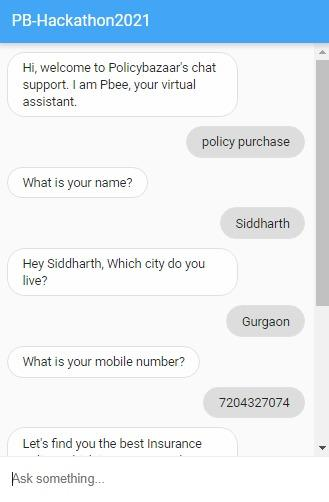 PB-Hackathon2021
Hi, welcome to Policybazaar's chat
support. I am Pbee, your virtual
assistant.
policy purchase
What is your name?
Siddharth
Hey Siddharth, Which city do you
live?
Gurgaon
What is your mobile number?
7204327074
Let's find you the best Insurance
Ask something...